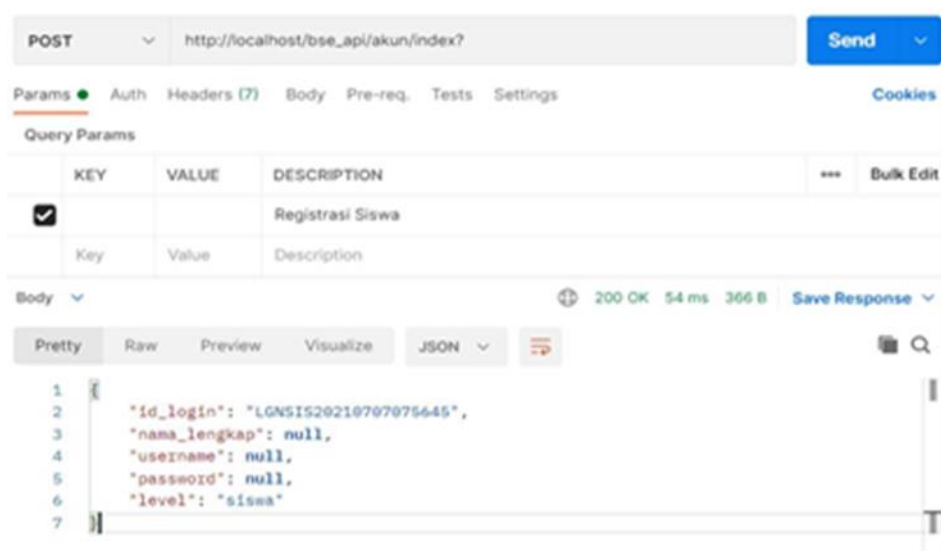 POST http://localhost/bse_api/akun/index? Send
Params Auth Headers (7) Body Pre-req. Tests Settings Cookies
Query Params
KEY VALUE DESCRIPTION ••• Bulk Edit
Registrasi Siswa
Key Value Description
Body 200 OK 54 ms 366 B Save Response
Pretty Raw Preview Visualize JSON
1 {
2 "id_login": "LGNSIS20210707075645",
3 "nama_lengkap": null,
4 "username": null,
5 "password": null,
6 "level": "siswa"
7 }